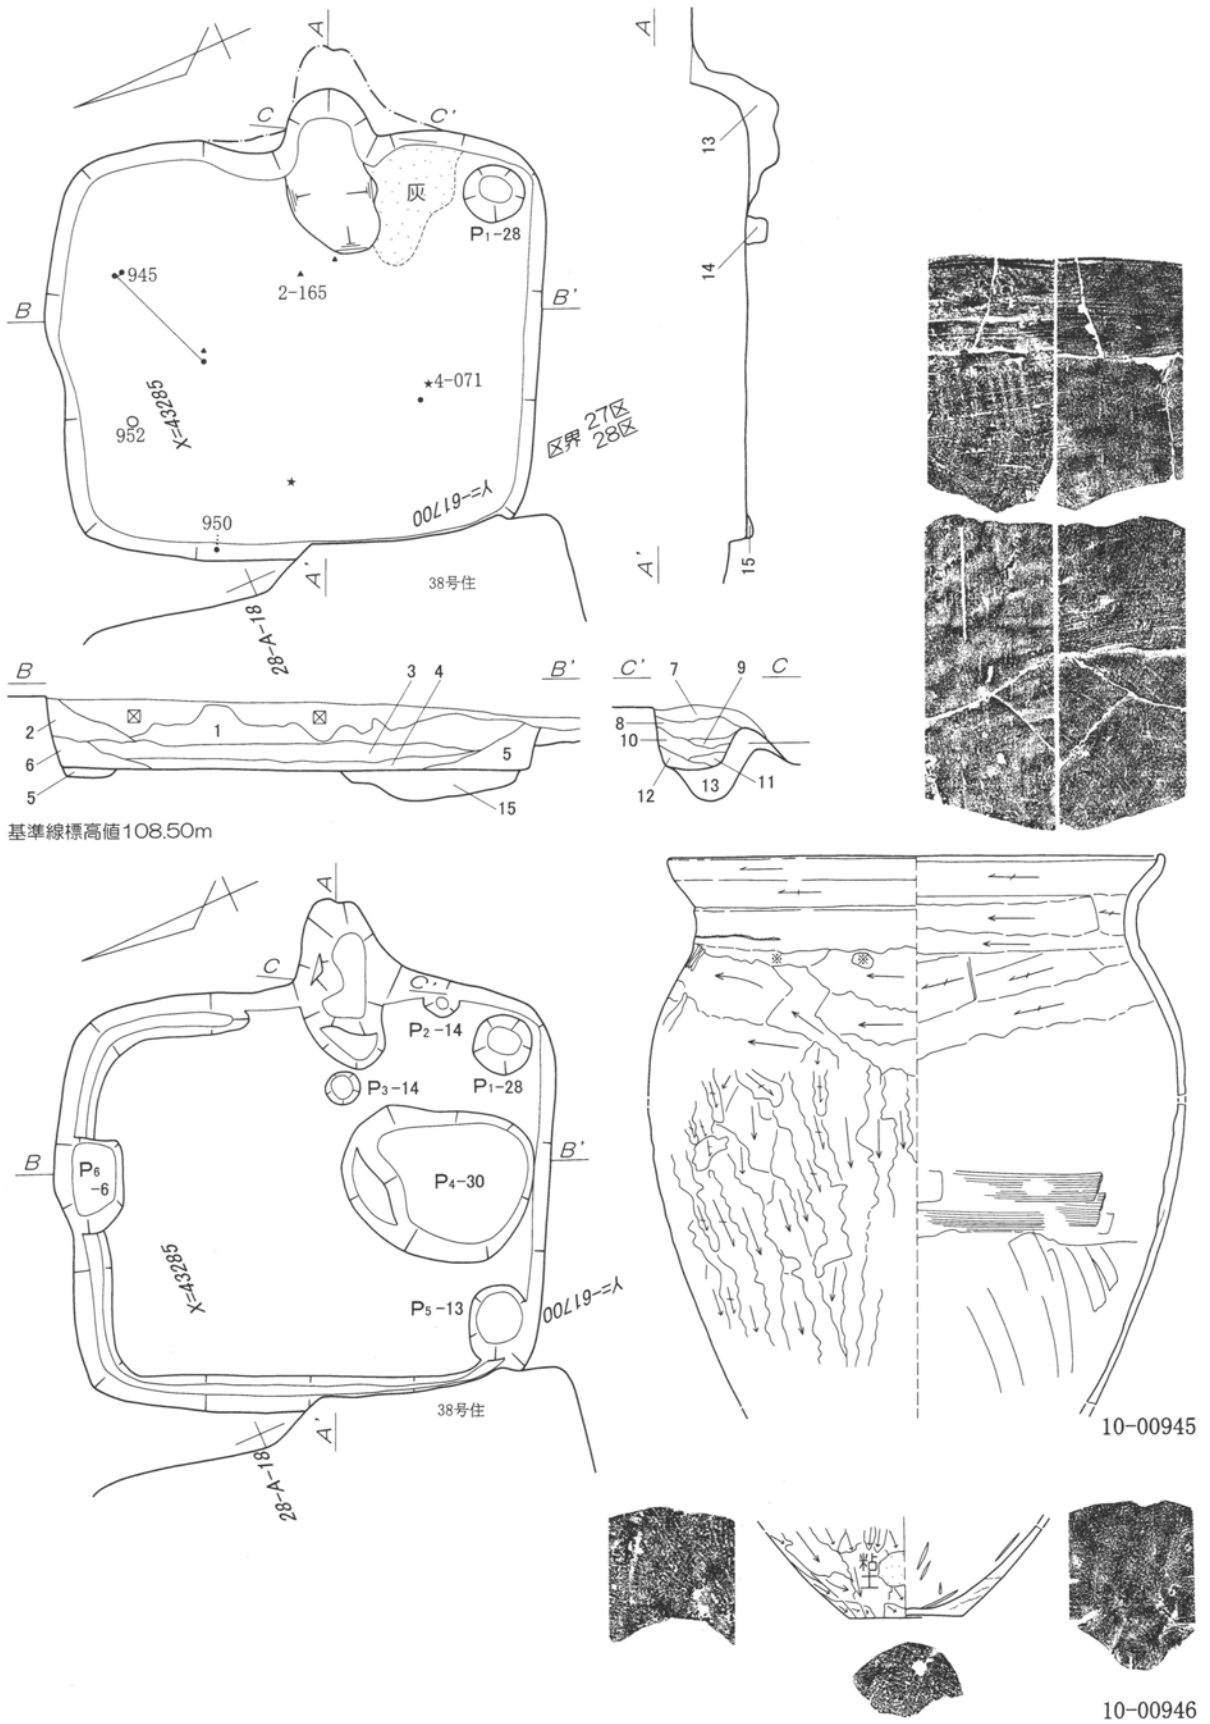 A
C
C'
灰
P1-28
945
2-165
B
B'
4-071
X=43285
952
区界 27区
28区
Y=-61700
950
A'
38号住
28-A-18
A
13
14
A'
15
B
B'
3
4
2
1
6
5
5
15
C'
C
7
9
8
10
12
13
11
基準線標高値108.50m
A
C
C'
P2-14
P1-28
P3-14
B
B'
P6
-6
P4-30
X=43285
P5-13
Y=-61700
38号住
A'
28-A-18
※
※
10-00945
粘土
10-00946